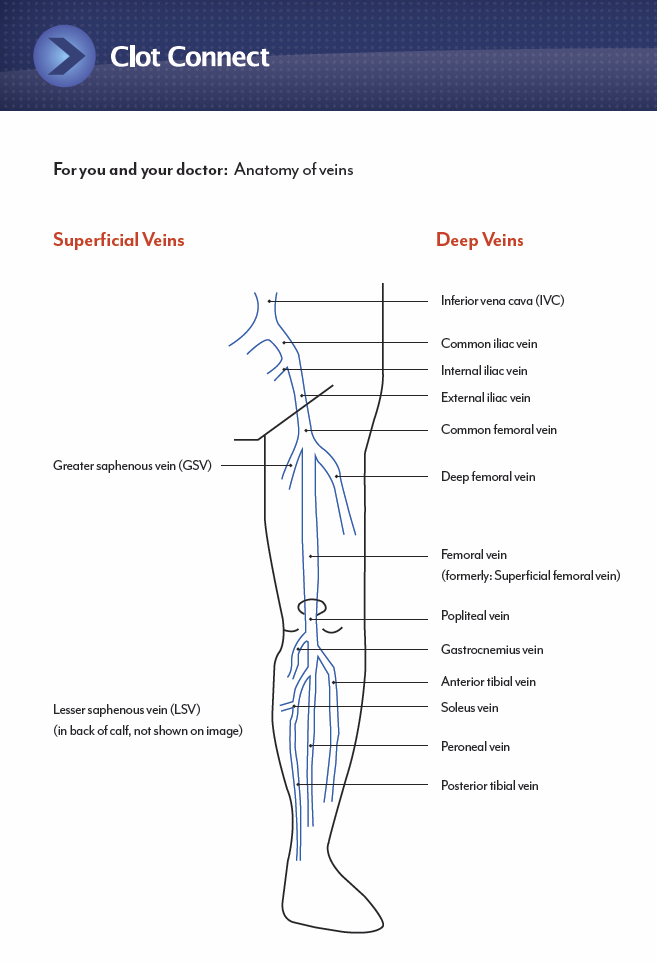 Clot Connect
For you and your doctor: Anatomy of veins
Superficial Veins
Deep Veins
Inferior vena cava (IVC)
Common iliac vein
Internal iliac vein
External iliac vein
Common femoral vein
Greater saphenous vein (GSV)
Deep femoral vein
Femoral vein
(formerly: Superficial femoral vein)
Popliteal vein
Gastrocnemius vein
Anterior tibial vein
Lesser saphenous vein (LSV)
(in back of calf, not shown on image)
Soleus vein
Peroneal vein
Posterior tibial vein